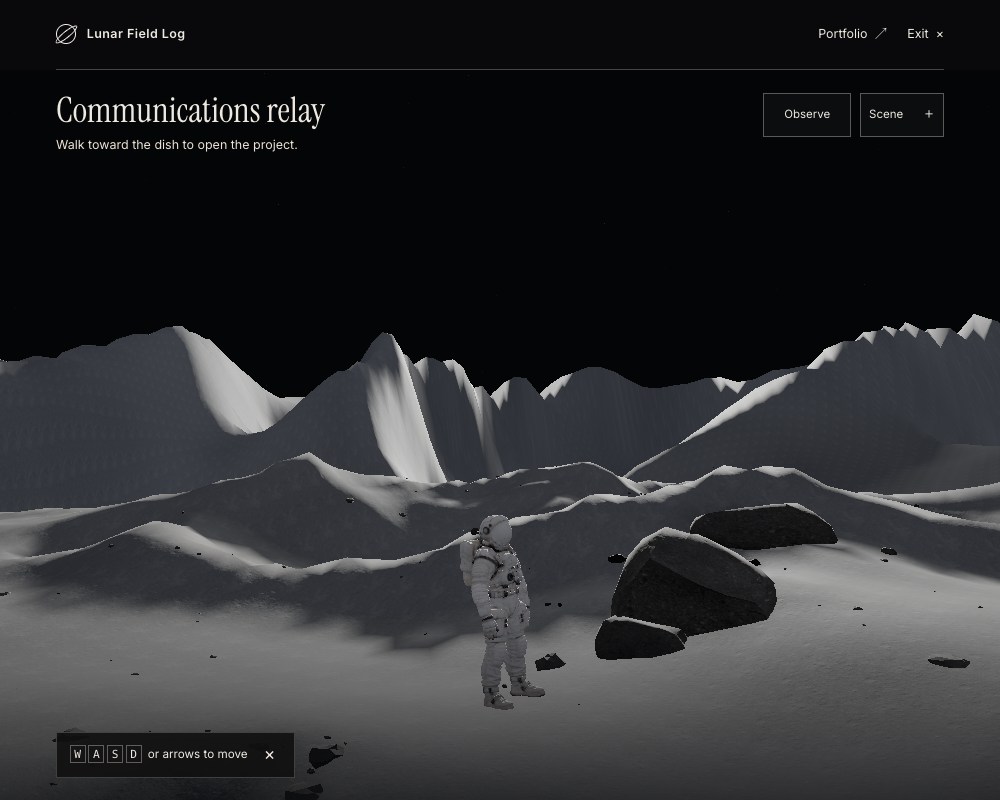 Lunar Field Log
Portfolio ↗ Exit ×
Communications relay
Walk toward the dish to open the project.
Observe
Scene +
W A S D or arrows to move ×